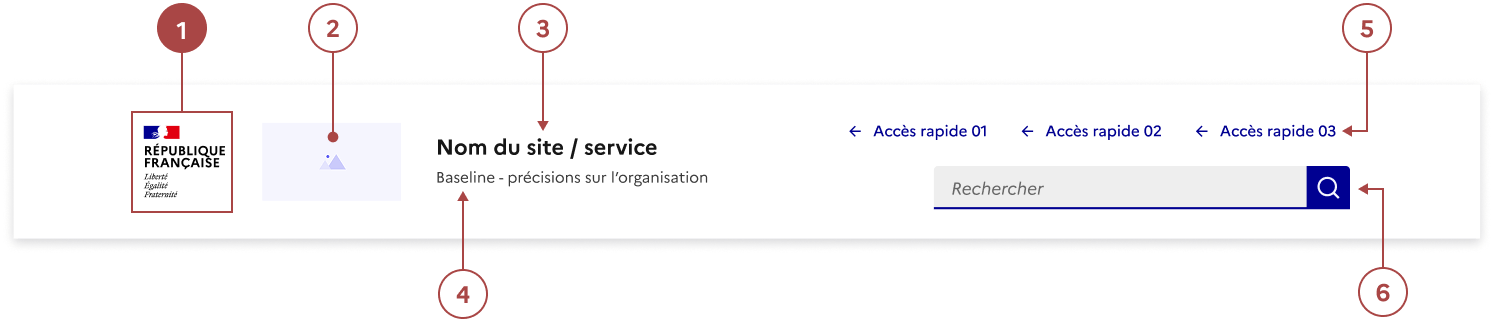 1
2
3
5
RÉPUBLIQUE
FRANÇAISE
Liberté
Égalité
Fraternité
Nom du site / service
Baseline - précisions sur l'organisation
Accès rapide 01
Accès rapide 02
Accès rapide 03
Rechercher
4
6